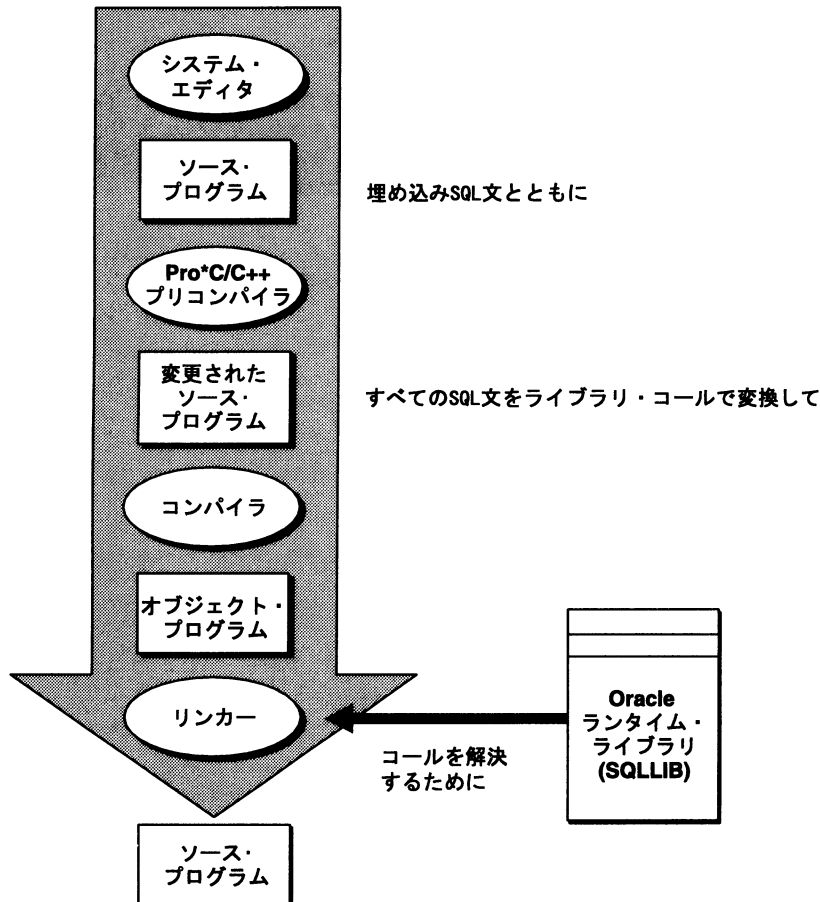 システム・
エディタ
ソース・
プログラム
埋め込みSQL文とともに
Pro*C/C++
プリコンパイラ
変更された
ソース・
プログラム
すべてのSQL文をライブラリ・コールで変換して
コンパイラ
オブジェクト・
プログラム
リンカー
Oracle
ランタイム・
ライブラリ
(SQLLIB)
コールを解決
するために
ソース・
プログラム